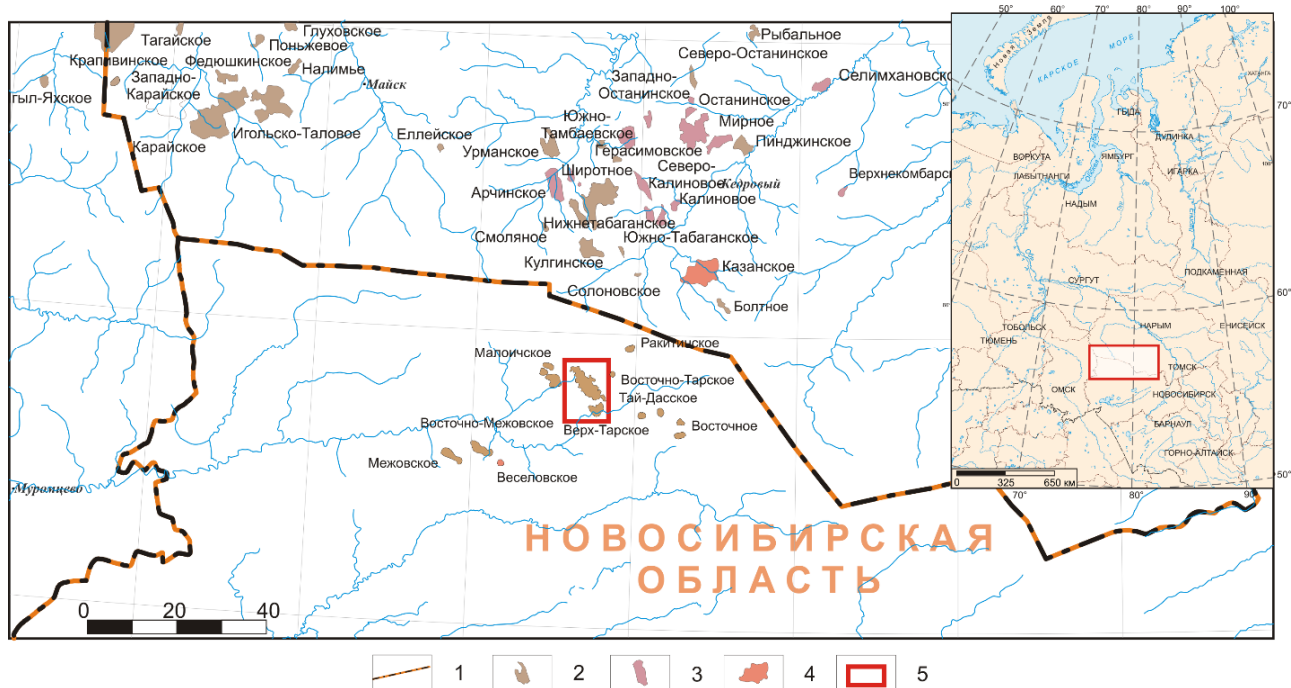 Тагайское
Глуховское
Поньжевое
Крапивинское
Федюшкинское
Налимье
Западно-
Карайское
гыл-Яхское
Майск
Карайское
Игольско-Таловое
Рыбальное
Северо-Останинское
Западно-
Останинское
Селимхановско
Останинское
Мирное
Южно-
Тамбаевское
Еллейское
Урманское
Герасимовское
Пинджинское
Широтное
Северо-
Калиновое
Кедровый
Верхнекомбарс
Арчинское
Калиновое
Нижнетабаганское
Смоляное
Южно-Табаганское
Кулгинское
Казанское
Солоновское
Болтное
Ракитинское
Малоичское
Восточно-Тарское
Тай-Дасское
Восточно-Межовское
Верх-Тарское
Восточное
Межовское
Веселовское
Муромцево
НОВОСИБИРСКАЯ
ОБЛАСТЬ
0 20 40
50° 60° 70° 80° 90° 100°
Новая Земля
КАРСКОЕ
МОРЕ
70°
ГЫДА
ДУДИНКА
ВОРКУТА
ЯМБУРГ
ЛАБЫТНАНГИ
ИГАРКА
НАДЫМ
СУРГУТ
ПОДКАМЕННАЯ
60°
ТОБОЛЬСК
НАРЫМ
ЕНИСЕЙСК
ТЮМЕНЬ
ТОМСК
ОМСК
НОВОСИБИРСК
БАРНАУЛ
ГОРНО-АЛТАЙСК
50°
0 325 650 км
70° 80° 90°
1 2 3 4 5